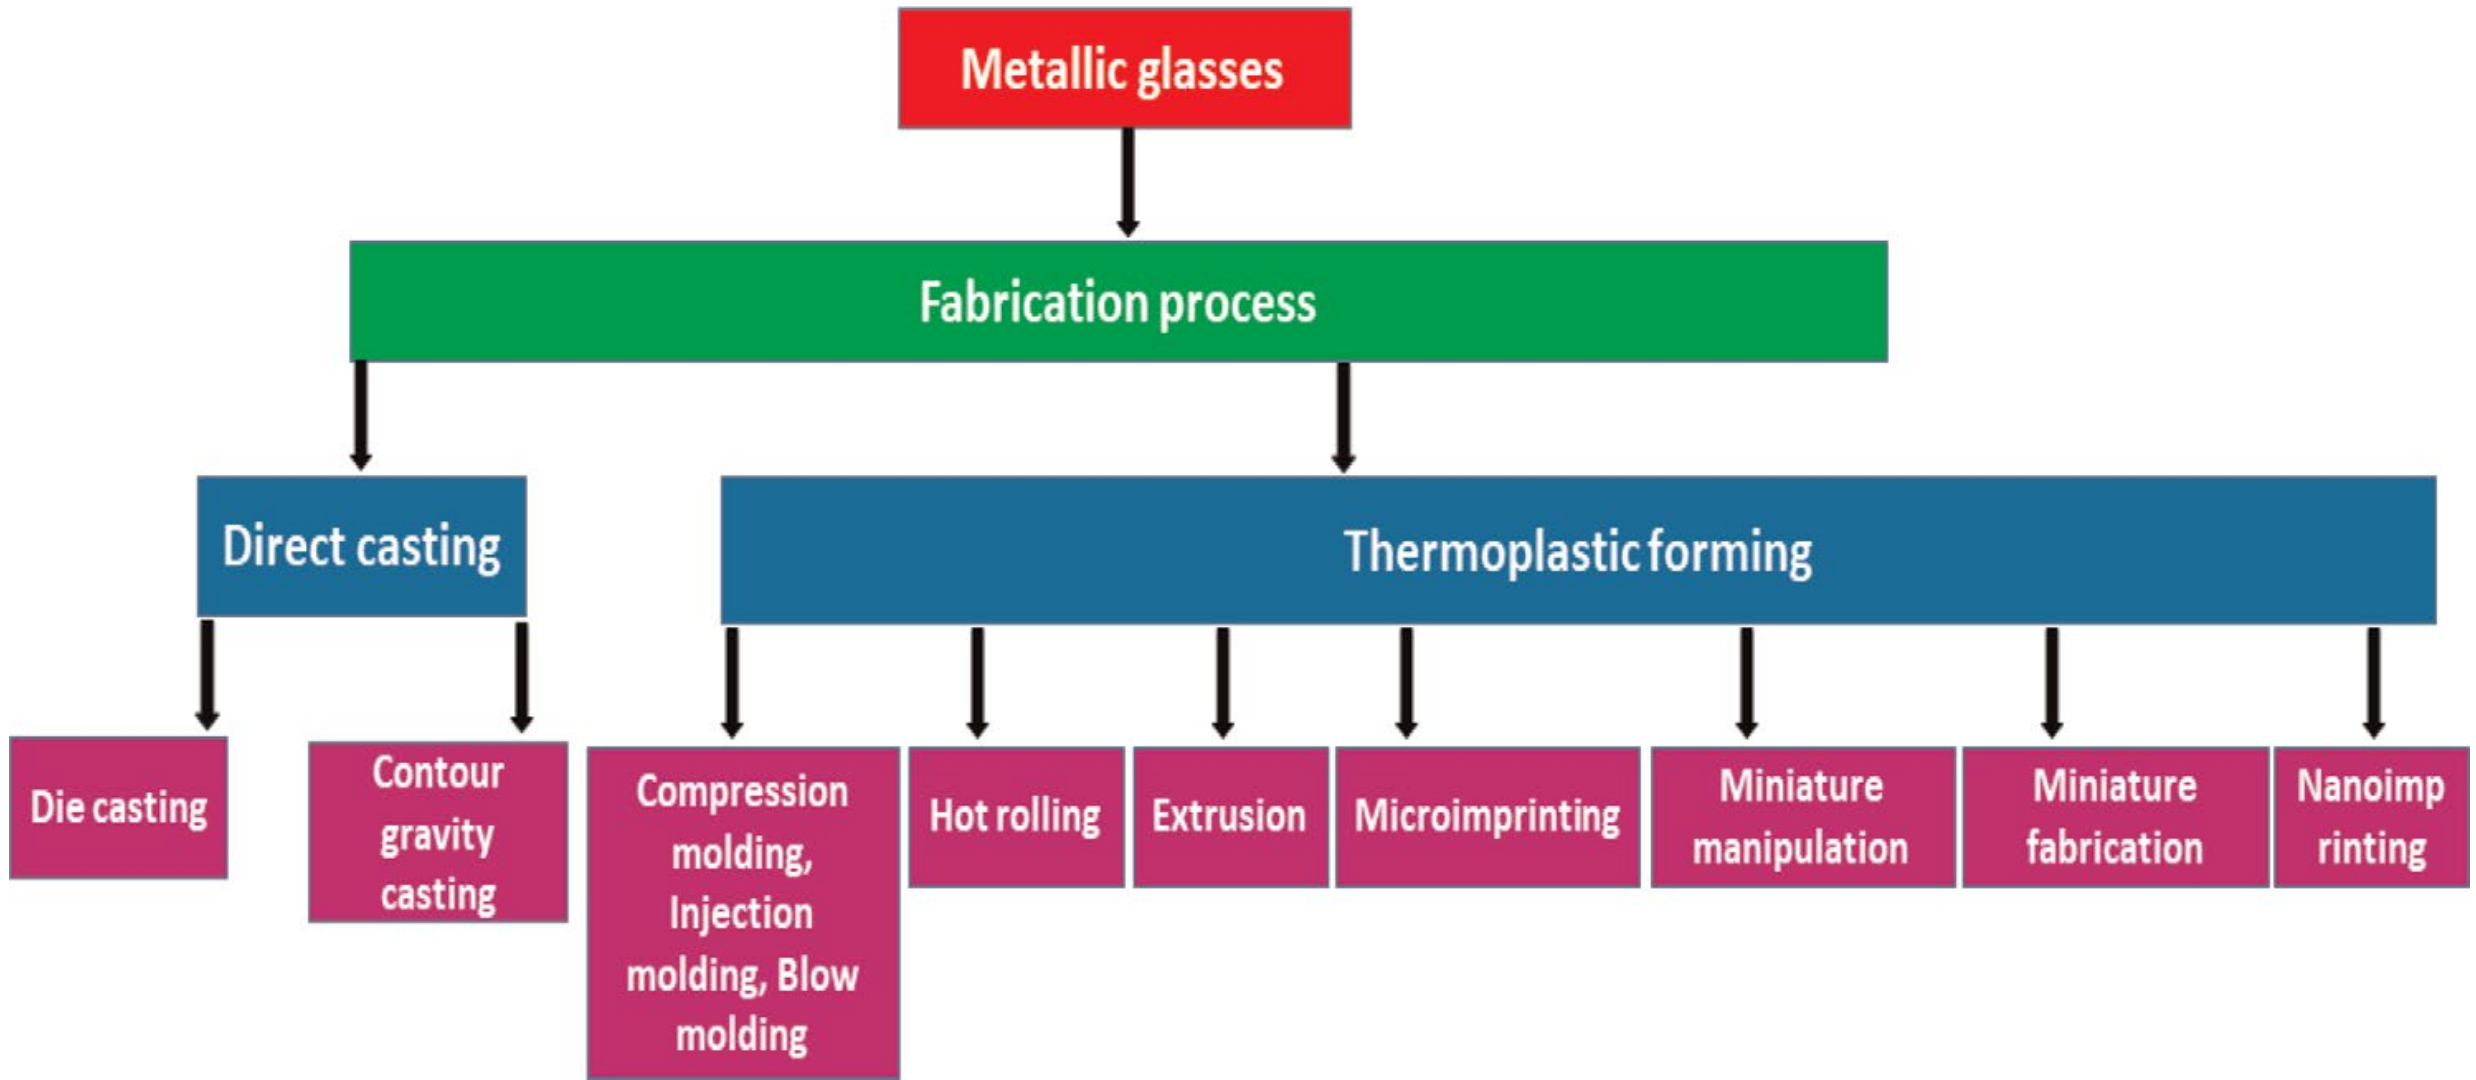 Metallic glasses
Fabrication process
Direct casting
Thermoplastic forming
Die casting
Contour
gravity
casting
Compression
molding,
Injection
molding, Blow
molding
Hot rolling
Extrusion
Microimprinting
Miniature
manipulation
Miniature
fabrication
Nanoimp
rinting